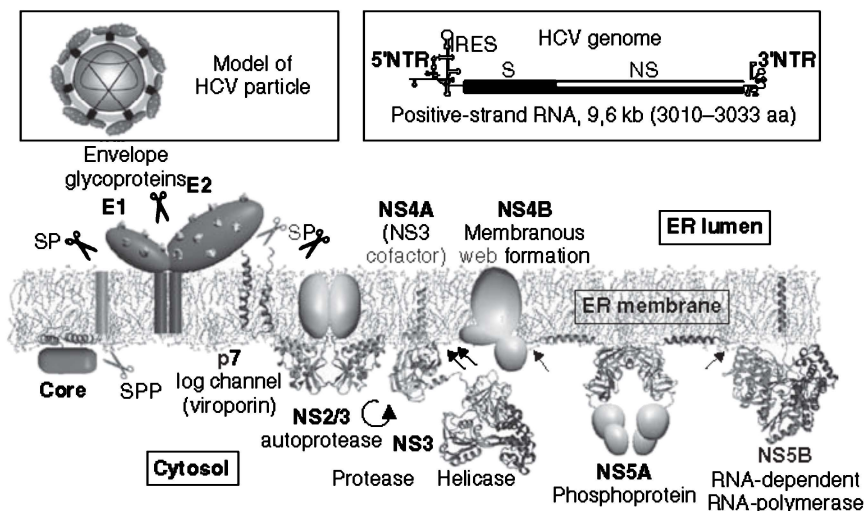 Model of
HCV particle
HCV genome
IRES
5'NTR
3'NTR
S
NS
Positive-strand RNA, 9,6 kb (3010–3033 aa)
Envelope
glycoproteins
E2
E1
SP
SP
NS4A
(NS3
cofactor)
NS4B
Membranous
web formation
ER lumen
ER membrane
Core
SPP
p7
log channel
(viroporin)
NS2/3
autoprotease
NS3
Protease
Helicase
Cytosol
NS5A
Phosphoprotein
NS5B
RNA-dependent
RNA-polymerase